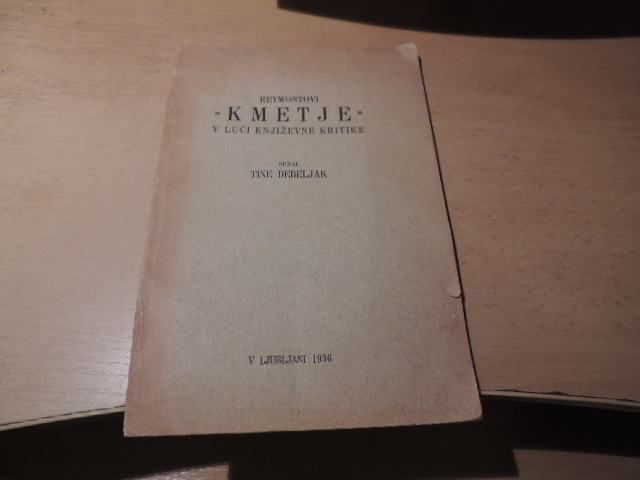 REYMONTOVI
»KMETJE»
V LUČI KNJIŽEVNE KRITIKE
SPISAL
TINE DEBELJAK
V LJUBLJANI 1936